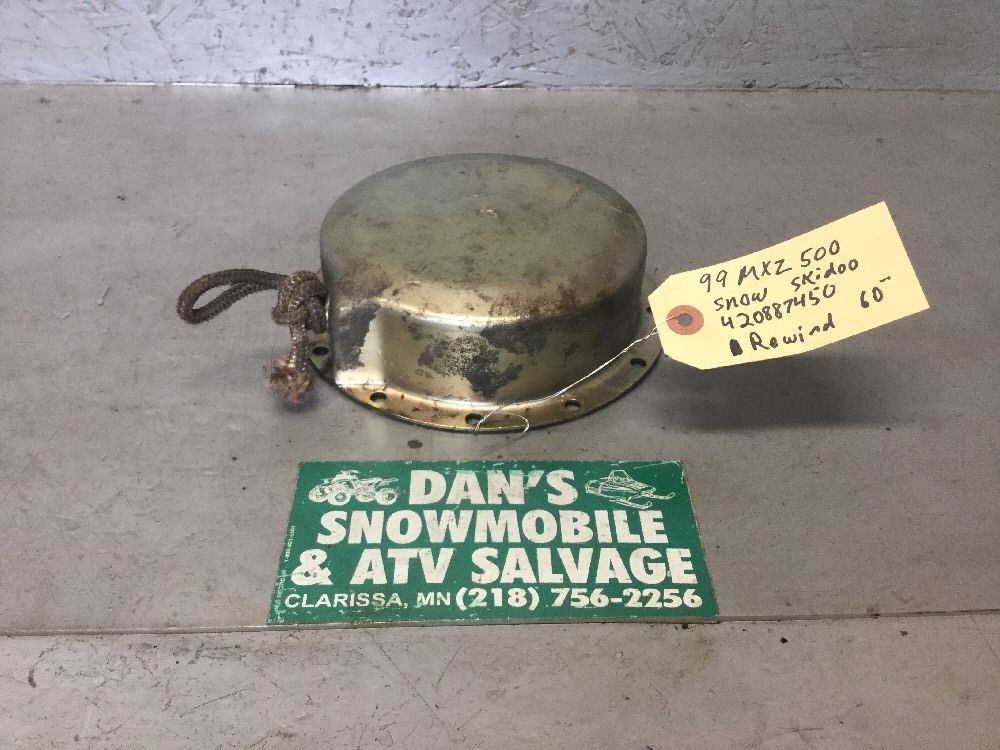 99 MXZ 500
snow skidoo
420887450
Rewind 60-
DAN'S
SNOWMOBILE
& ATV SALVAGE
CLARISSA, MN (218) 756-2256